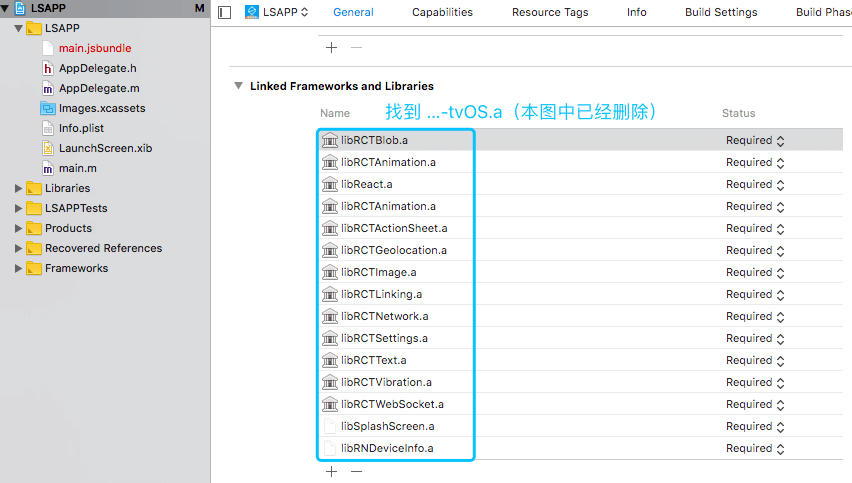 LSAPP M
LSAPP
main.jsbundle
AppDelegate.h
AppDelegate.m
Images.xcassets
Info.plist
LaunchScreen.xib
main.m
Libraries
LSAPPTests
Products
Recovered References
Frameworks
LSAPP General Capabilities Resource Tags Info Build Settings Build Phase
Linked Frameworks and Libraries
Name 找到 ...-tvOS.a（本图中已经删除） Status
libRCTBlob.a Required
libRCTAnimation.a Required
libReact.a Required
libRCTAnimation.a Required
libRCTActionSheet.a Required
libRCTGeolocation.a Required
libRCTImage.a Required
libRCTLinking.a Required
libRCTNetwork.a Required
libRCTSettings.a Required
libRCTText.a Required
libRCTVibration.a Required
libRCTWebSocket.a Required
libSplashScreen.a Required
libRNDeviceInfo.a Required